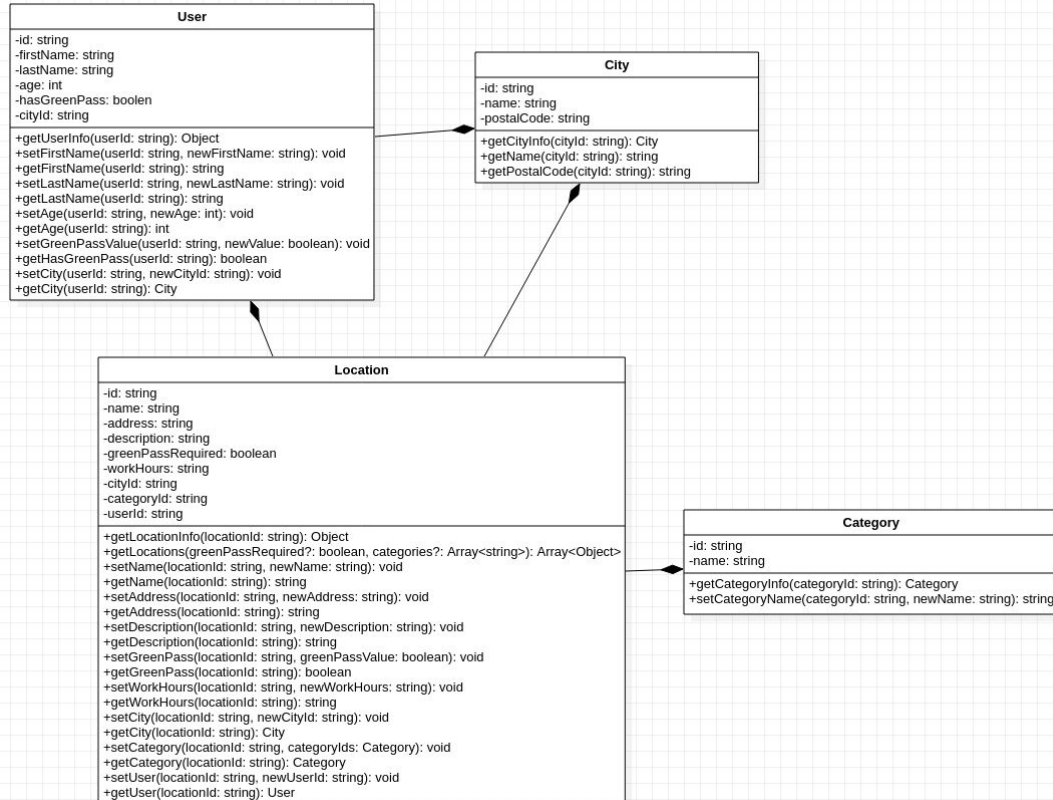 User
-id: string
-firstName: string
-lastName: string
-age: int
-hasGreenPass: boolen
-cityId: string
+getUserInfo(userId: string): Object
+setFirstName(userId: string, newFirstName: string): void
+getFirstName(userId: string): string
+setLastName(userId: string, newLastName: string): void
+getLastName(userId: string): string
+setAge(userId: string, newAge: int): void
+getAge(userId: string): int
+setGreenPassValue(userId: string, newValue: boolean): void
+getHasGreenPass(userId: string): boolean
+setCity(userId: string, newCityId: string): void
+getCity(userId: string): City
City
-id: string
-name: string
-postalCode: string
+getCityInfo(cityId: string): City
+getName(cityId: string): string
+getPostalCode(cityId: string): string
Location
-id: string
-name: string
-address: string
-description: string
-greenPassRequired: boolean
-workHours: string
-cityId: string
-categoryId: string
-userId: string
+getLocationInfo(locationId: string): Object
+getLocations(greenPassRequired?: boolean, categories?: Array<string>): Array<Object>
+setName(locationId: string, newName: string): void
+getName(locationId: string): string
+setAddress(locationId: string, newAddress: string): void
+getAddress(locationId: string): string
+setDescription(locationId: string, newDescription: string): void
+getDescription(locationId: string): string
+setGreenPass(locationId: string, greenPassValue: boolean): void
+getGreenPass(locationId: string): boolean
+setWorkHours(locationId: string, newWorkHours: string): void
+getWorkHours(locationId: string): string
+setCity(locationId: string, newCityId: string): void
+getCity(locationId: string): City
+setCategory(locationId: string, categoryIds: Category): void
+getCategory(locationId: string): Category
+setUser(locationId: string, newUserId: string): void
+getUser(locationId: string): User
Category
-id: string
-name: string
+getCategoryInfo(categoryId: string): Category
+setCategoryName(categoryId: string, newName: string): string